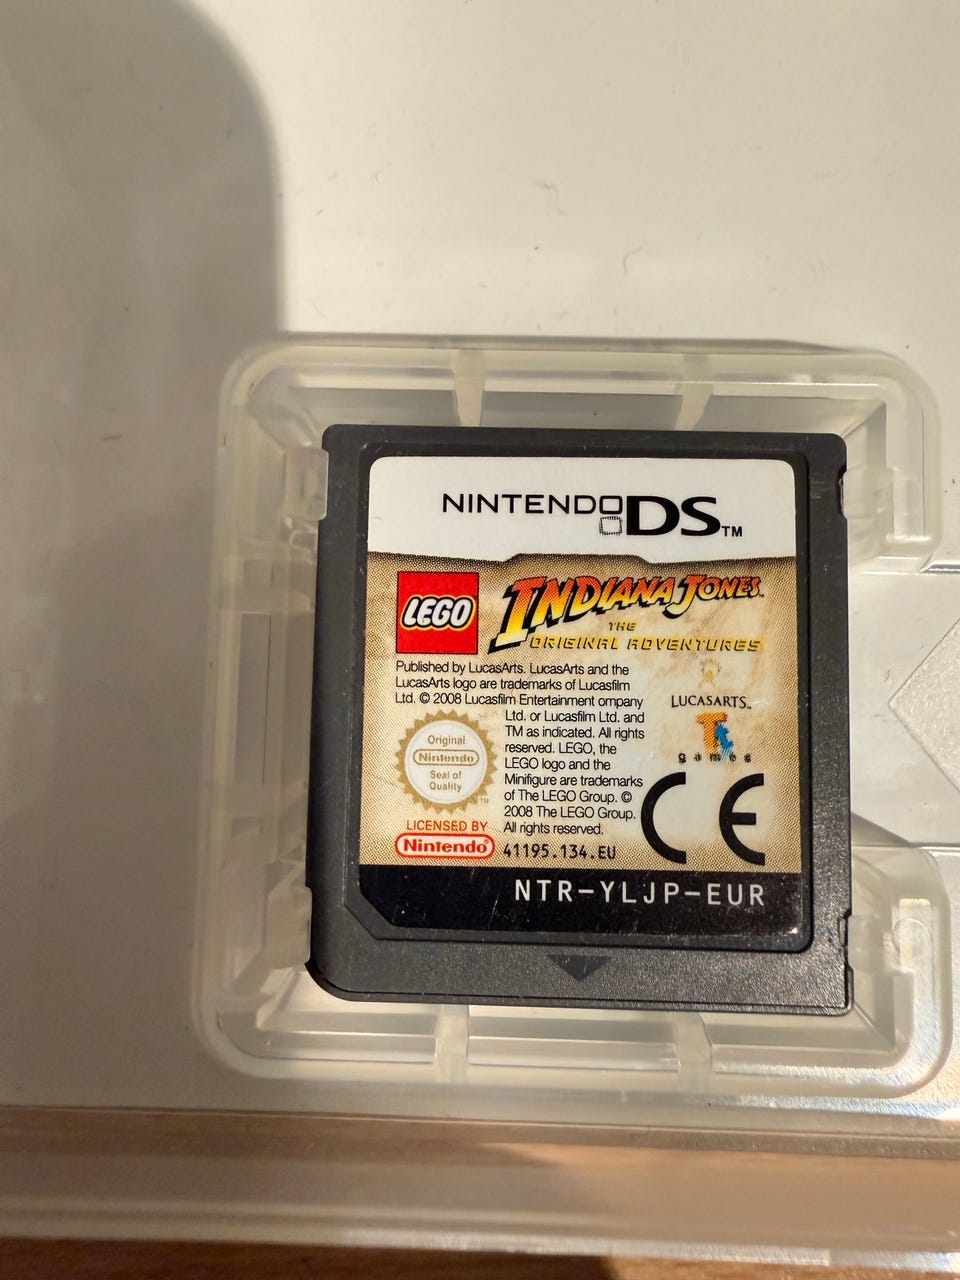 NINTENDO DS™
LEGO
INDIANA JONES™
THE
ORIGINAL ADVENTURES
Published by LucasArts. LucasArts and the
LucasArts logo are trademarks of Lucasfilm
Ltd. © 2008 Lucasfilm Entertainment ompany
Ltd. or Lucasfilm Ltd. and
TM as indicated. All rights
reserved. LEGO, the
LEGO logo and the
Minifigure are trademarks
of The LEGO Group. ©
2008 The LEGO Group.
All rights reserved.
LUCASARTS™
games
Original
Nintendo
Seal of
Quality
TM
LICENSED BY
Nintendo®
41195.134.EU
CE
NTR-YLJP-EUR